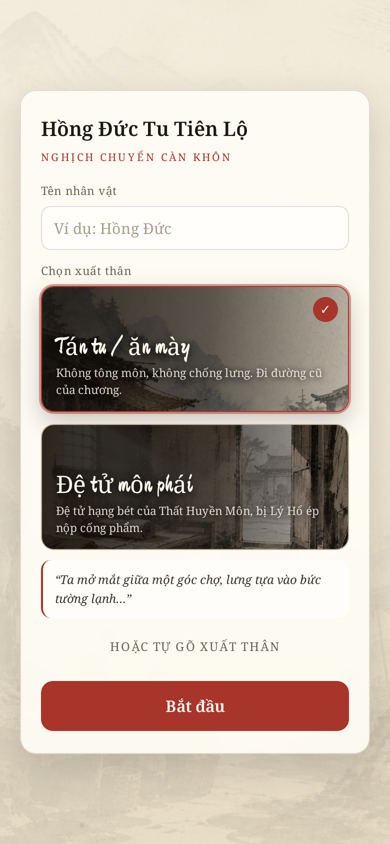 Hồng Đức Tu Tiên Lộ
NGHỊCH CHUYỂN CÀN KHÔN
Tên nhân vật
Ví dụ: Hồng Đức
Chọn xuất thân
✓
Tán tu / ăn mày
Không tông môn, không chống lưng. Đi đường cũ
của chương.
Đệ tử môn phái
Đệ tử hạng bét của Thất Huyền Môn, bị Lý Hổ ép
nộp cống phẩm.
“Ta mở mắt giữa một góc chợ, lưng tựa vào bức
tường lạnh…”
HOẶC TỰ GÕ XUẤT THÂN
Bắt đầu